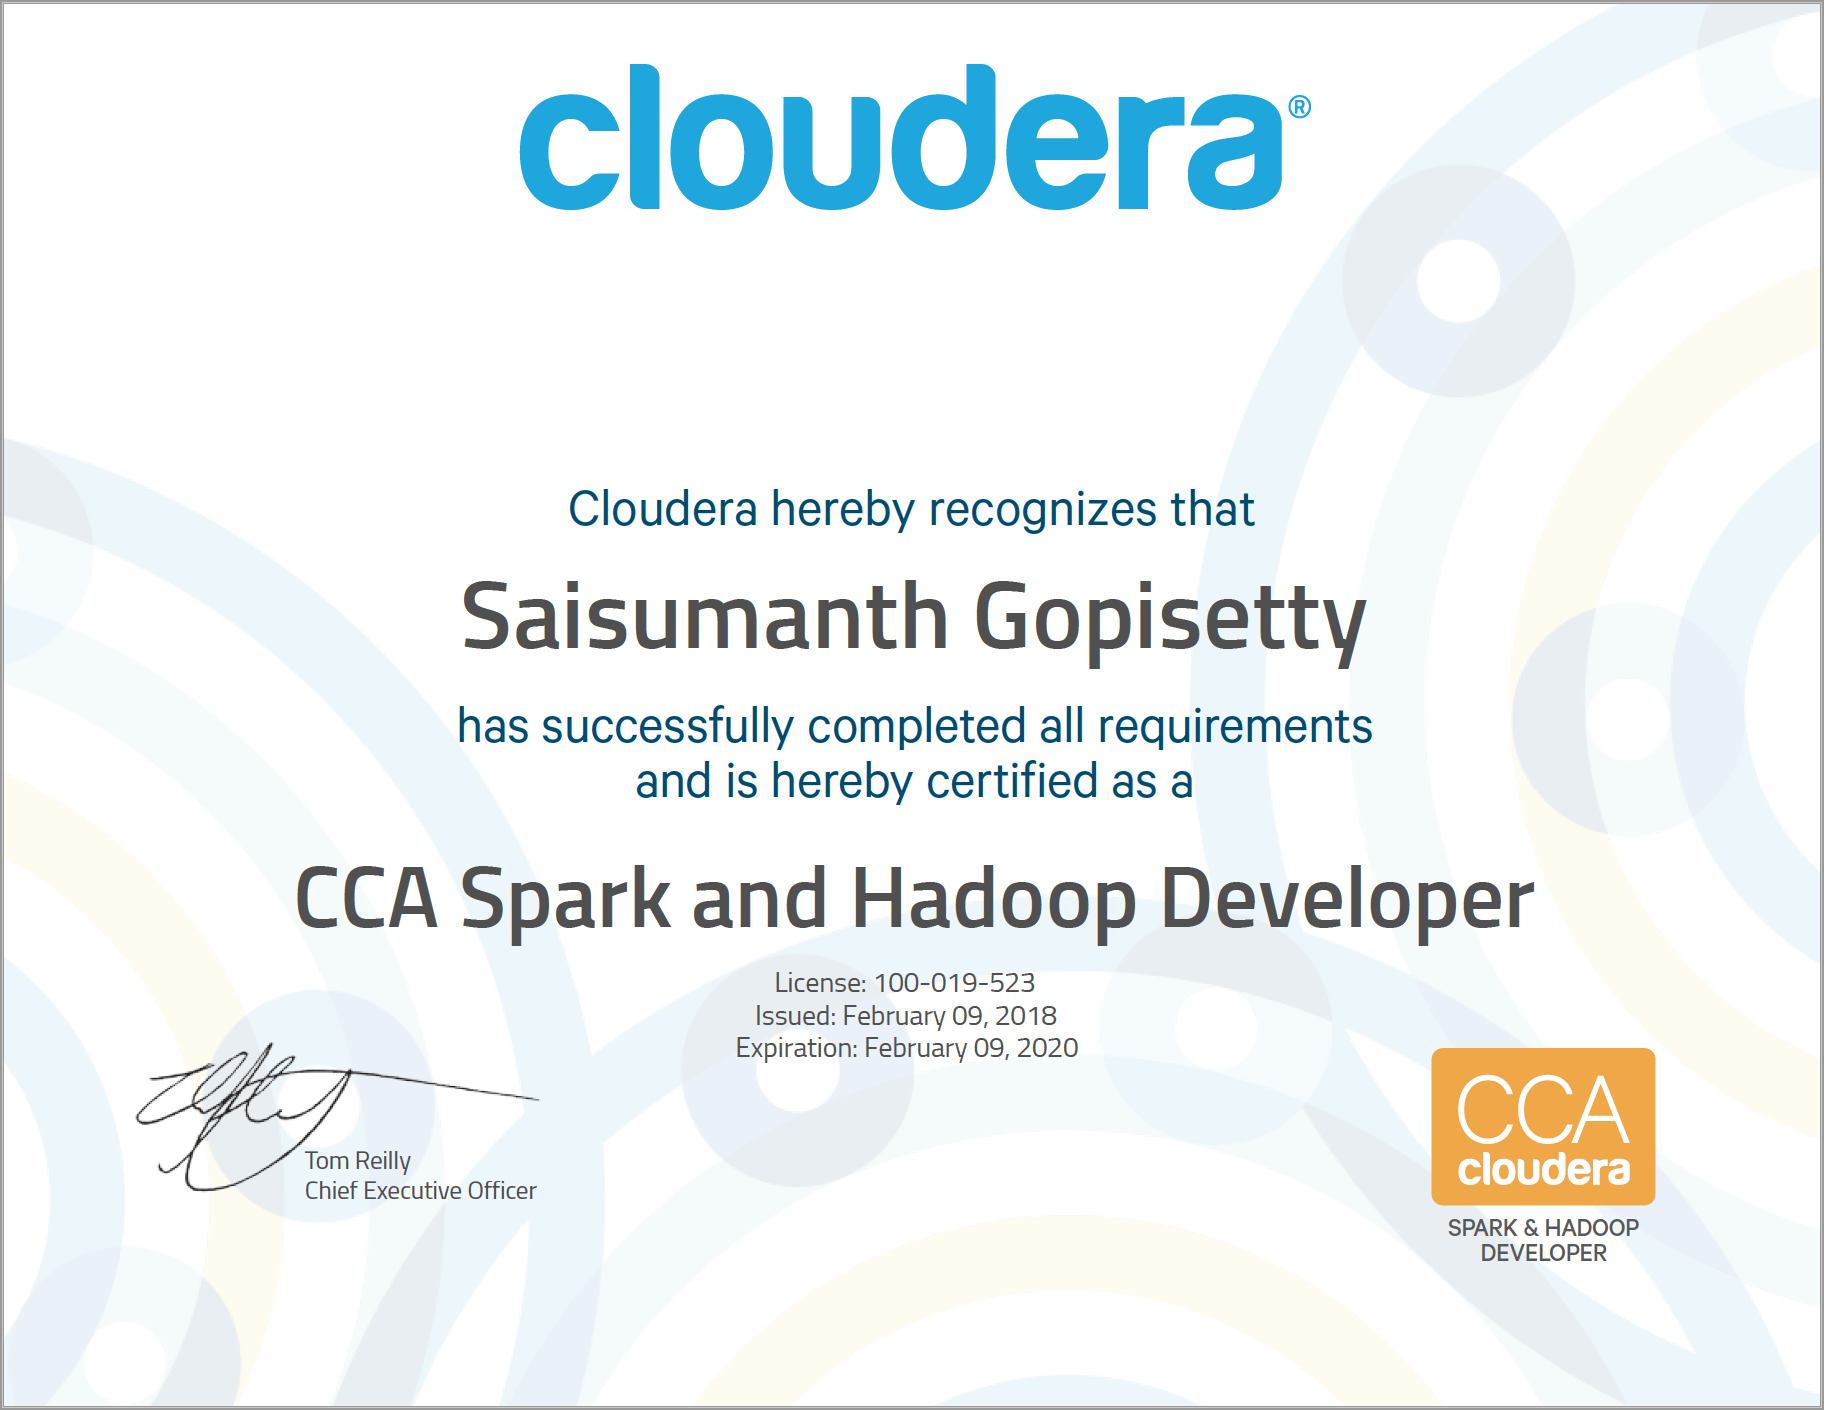 cloudera®
Cloudera hereby recognizes that
Saisumanth Gopisetty
has successfully completed all requirements
and is hereby certified as a
CCA Spark and Hadoop Developer
License: 100-019-523
Issued: February 09, 2018
Expiration: February 09, 2020
Tom Reilly
Chief Executive Officer
CCA
cloudera
SPARK & HADOOP
DEVELOPER